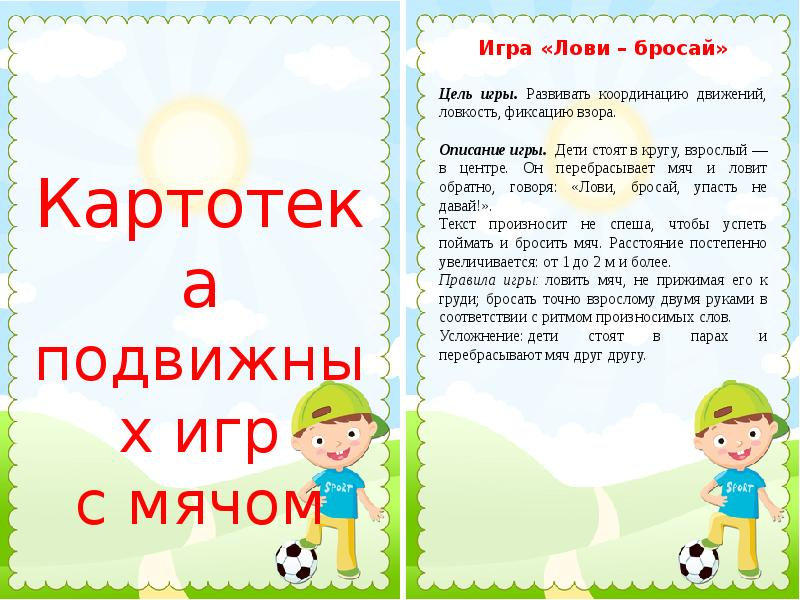 Картотек
а
подвижны
х игр
с мячом
SPORT
Игра «Лови – бросай»
Цель игры. Развивать координацию движений,
ловкость, фиксацию взора.
Описание игры. Дети стоят в кругу, взрослый —
в центре. Он перебрасывает мяч и ловит
обратно, говоря: «Лови, бросай, упасть не
давай!».
Текст произносит не спеша, чтобы успеть
поймать и бросить мяч. Расстояние постепенно
увеличивается: от 1 до 2 м и более.
Правила игры: ловить мяч, не прижимая его к
груди; бросать точно взрослому двумя руками в
соответствии с ритмом произносимых слов.
Усложнение: дети стоят в парах и
перебрасывают мяч друг другу.
SPORT